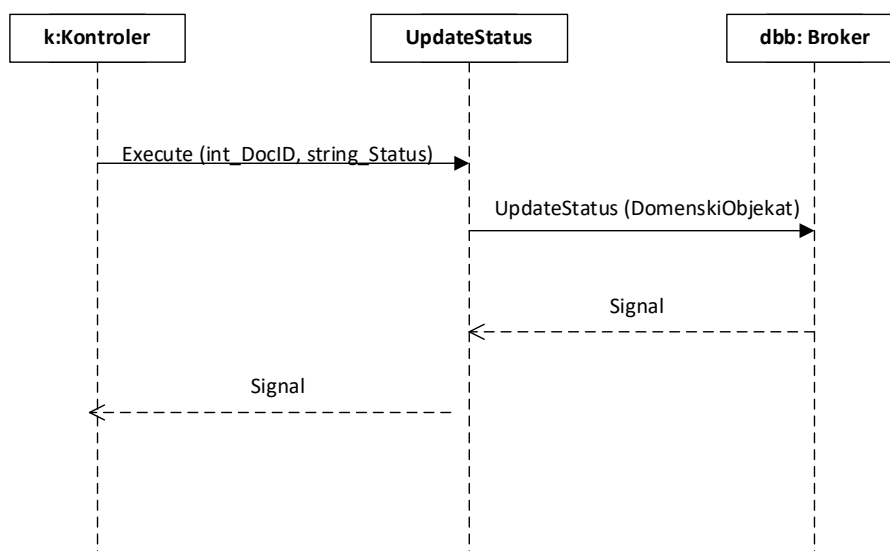 k:Kontroler
UpdateStatus
dbb: Broker
Execute (int_DocID, string_Status)
UpdateStatus (DomenskiObjekat)
Signal
Signal